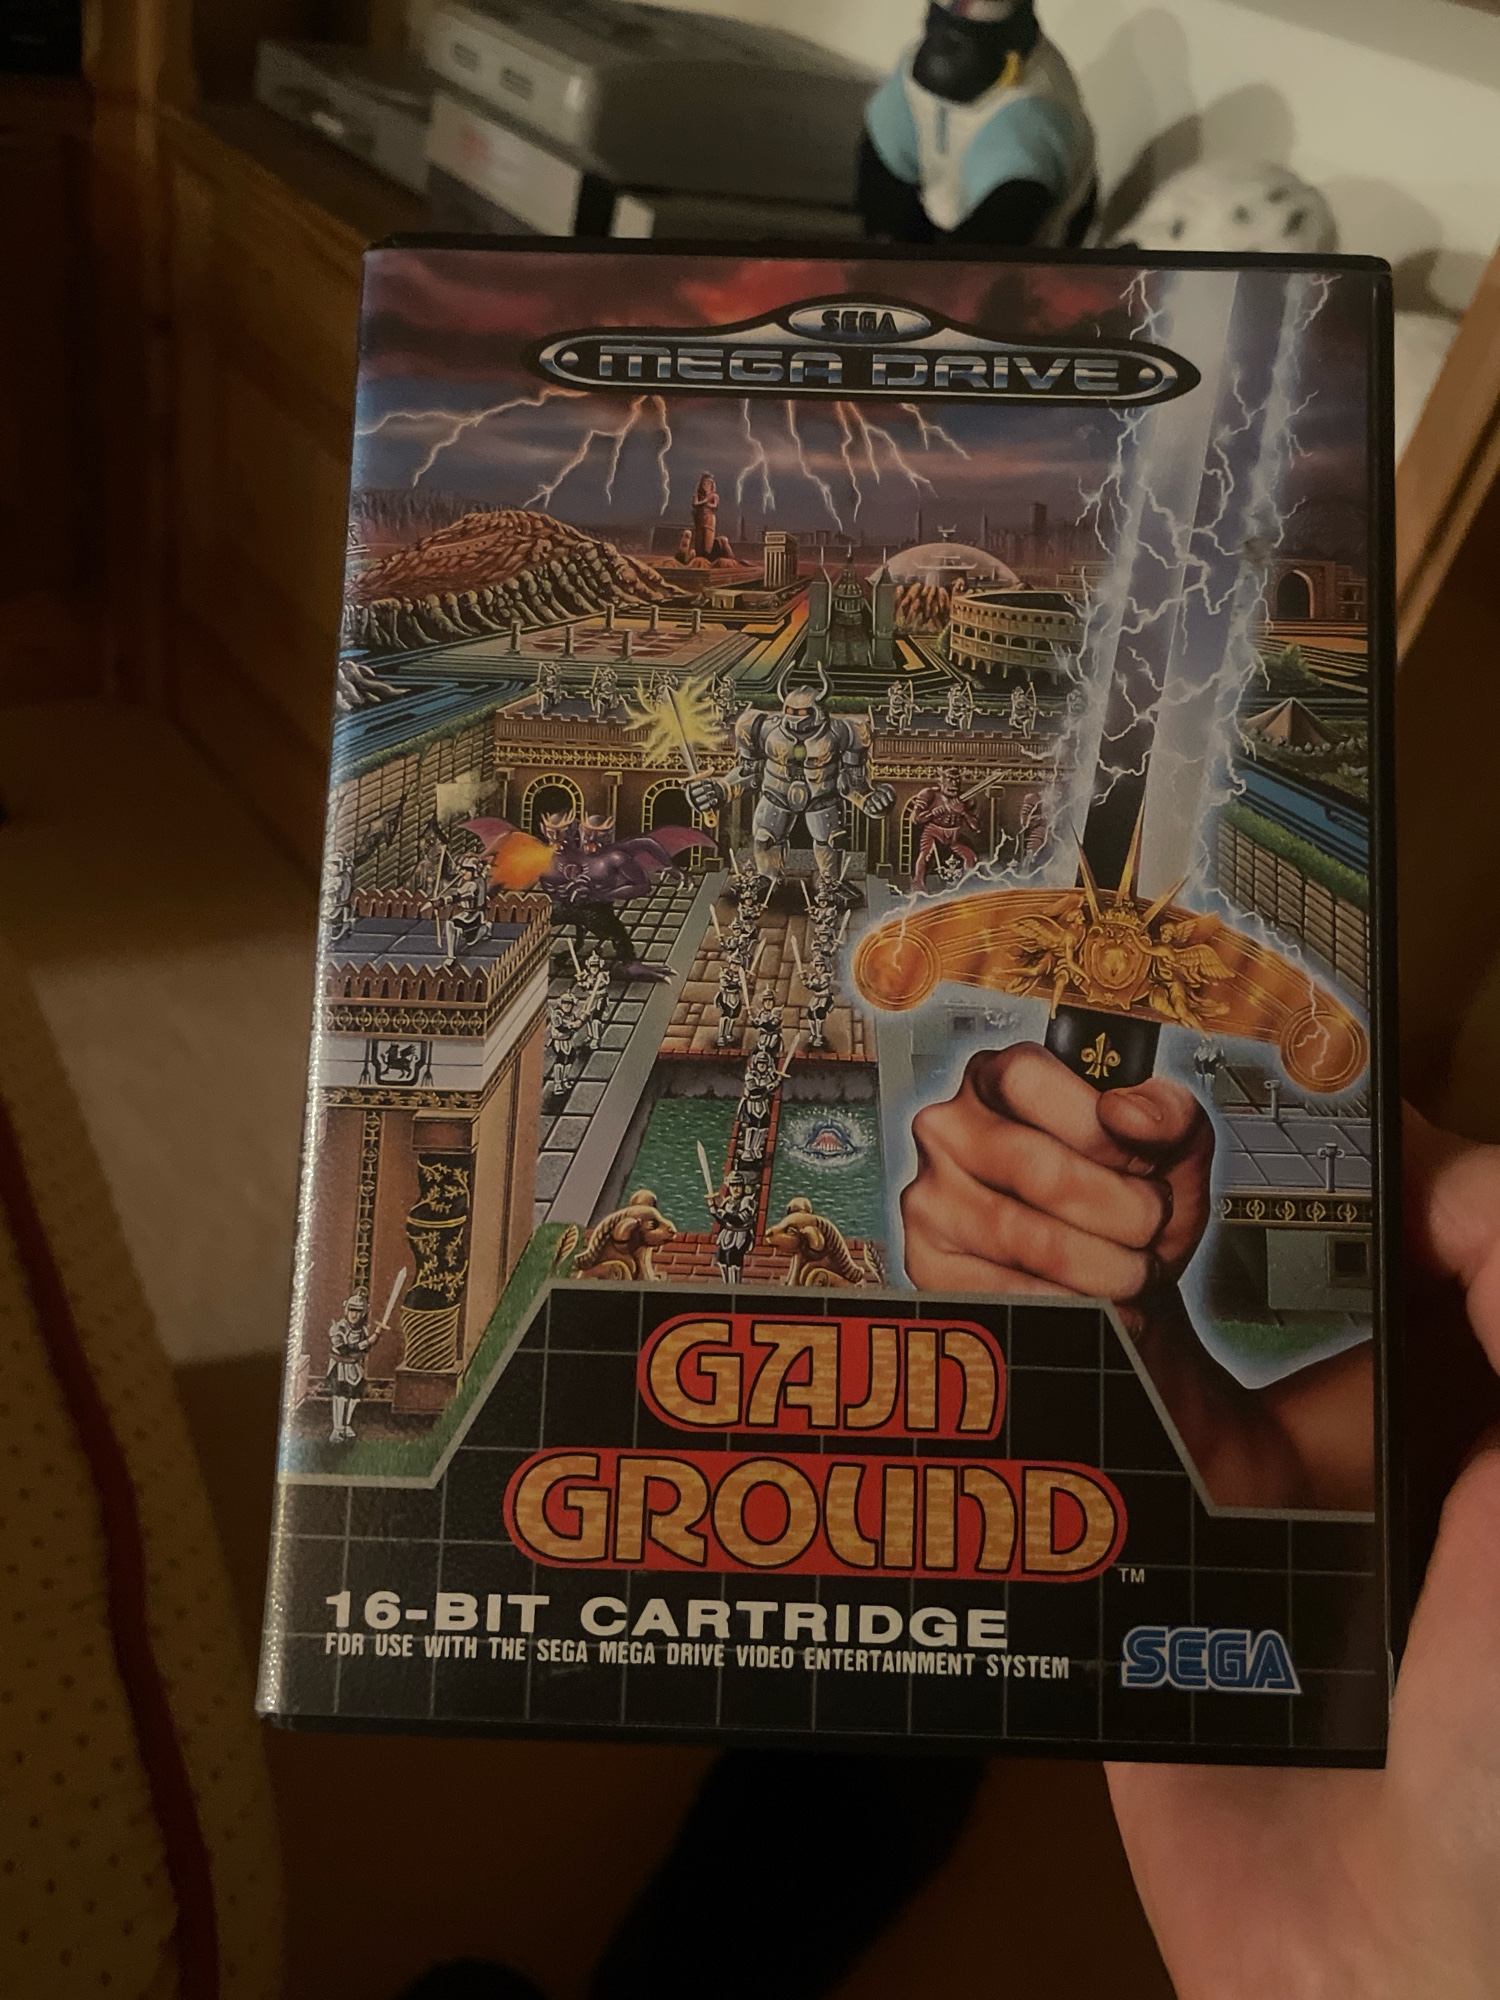 SEGA
MEGA DRIVE
GAIN
GROUND
TM
16-BIT CARTRIDGE
FOR USE WITH THE SEGA MEGA DRIVE VIDEO ENTERTAINMENT SYSTEM
SEGA